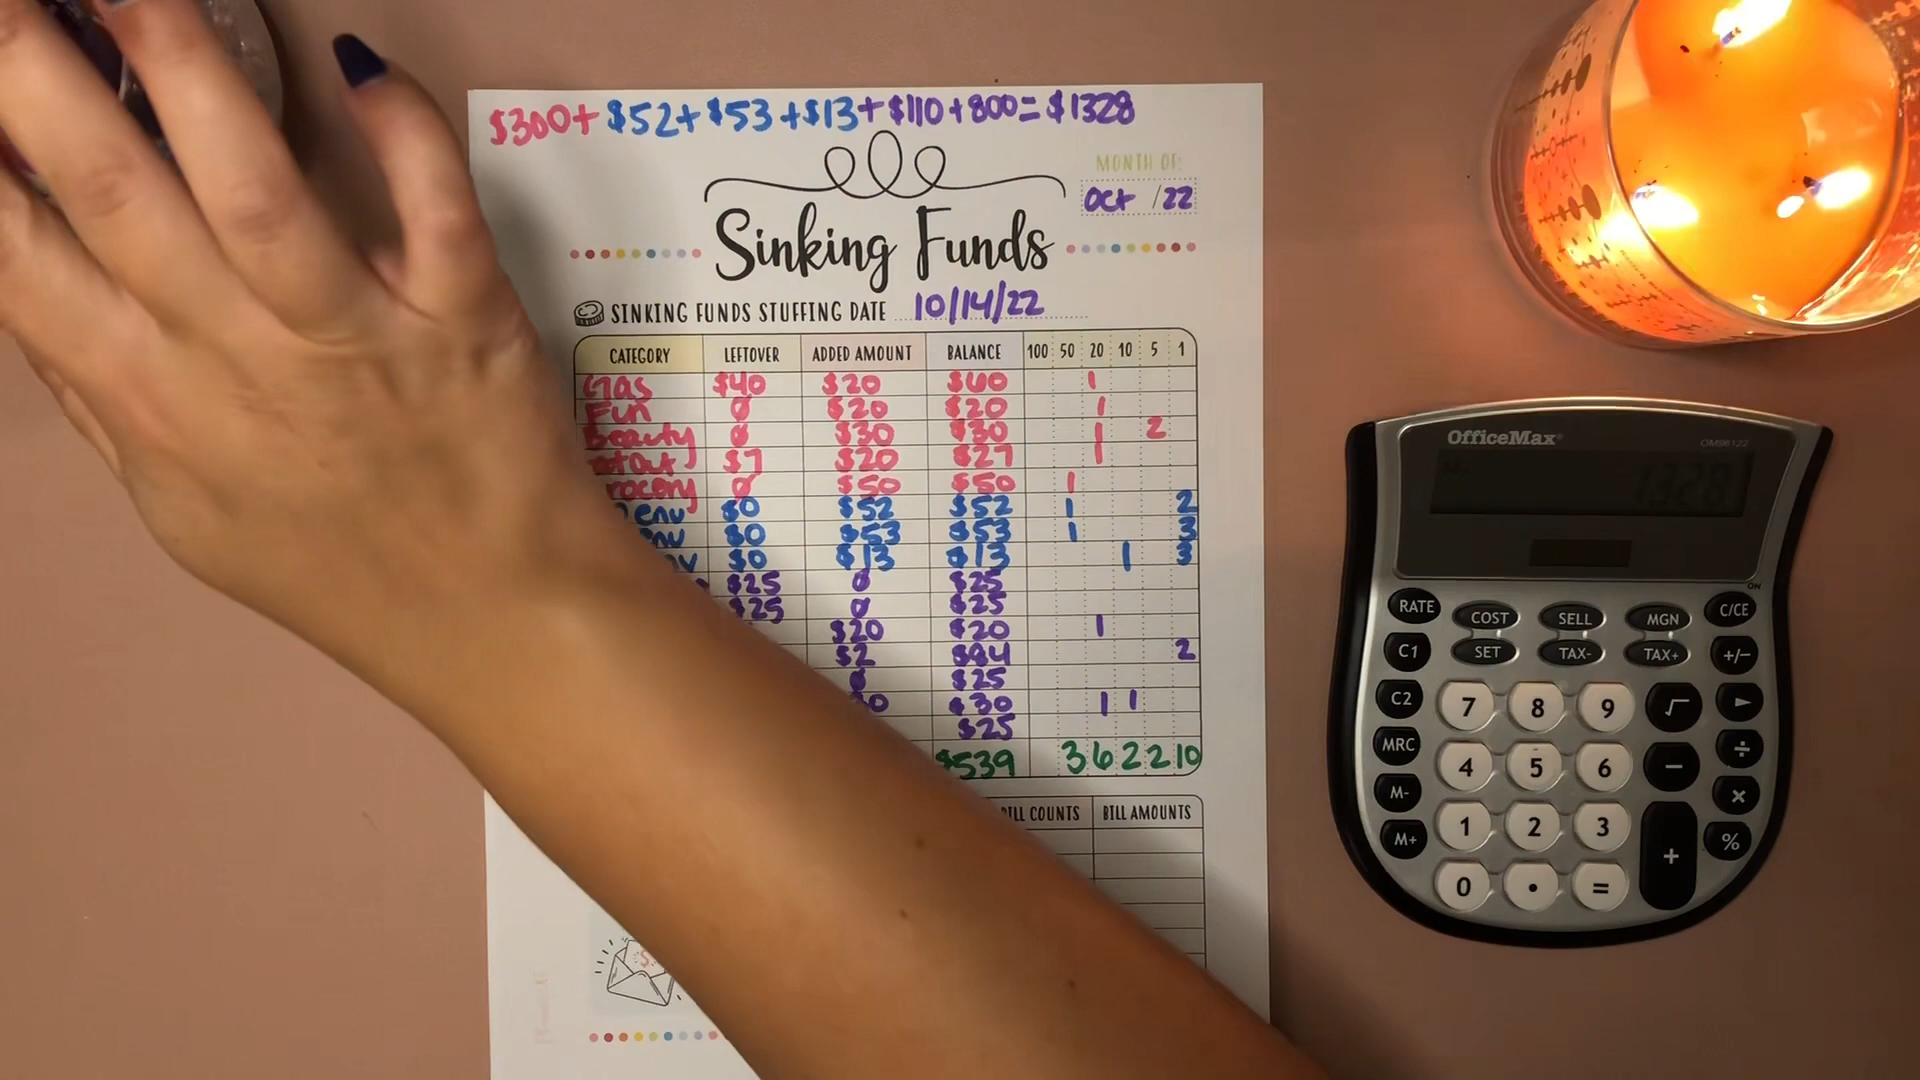 $300+ $52+ $53 +$13+ $110+800= $1328
MONTH OF:
Oct /22
Sinking Funds
SINKING FUNDS STUFFING DATE 10/14/22
CATEGORY LEFTOVER ADDED AMOUNT BALANCE 100 50 20 10 5 1
Gas $40 $20 $60 1
Fun 0 $20 $20 1
Beauty 0 $30 $30 1 2
$7 $20 $27 1
rocery 0 $50 $50 1
env $0 $52 $52 1 2
$0 $53 $53 1 3
$0 $13 $13 1 3
$25 0 $25
$25 0 $25
$20 $20 1
$2 2
$25
0 $30 1 1
$25
$539 3 6 2 2 10
BILL COUNTS BILL AMOUNTS
OfficeMax OM96122
1328
ON
RATE COST SELL MGN C/CE
C1 SET TAX- TAX+ +/-
C2 7 8 9 √ ►
MRC 4 5 6 − ÷
M- 1 2 3 + ×
M+ 0 • = %